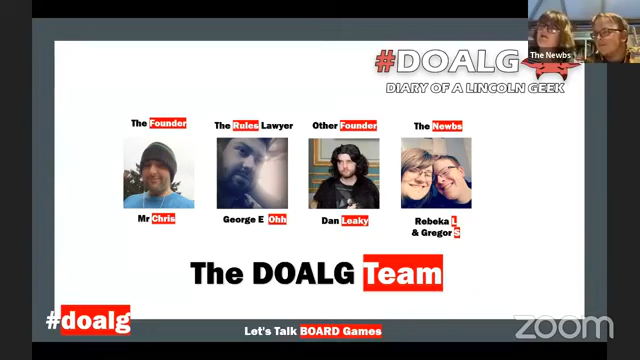 The Newbs
#DOALG
DIARY OF A LINCOLN GEEK
The Founder
The Rules Lawyer
Other Founder
The Newbs
Mr Chris
George E Ohh
Dan Leaky
Rebeka L
& Gregor S
The DOALG Team
#doalg
Let's Talk BOARD Games
zoom